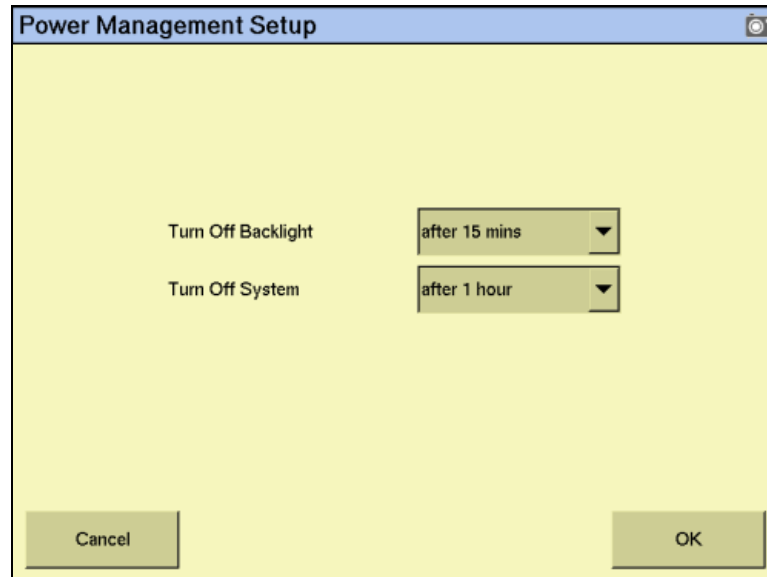 Power Management Setup
Turn Off Backlight after 15 mins
Turn Off System after 1 hour
Cancel OK